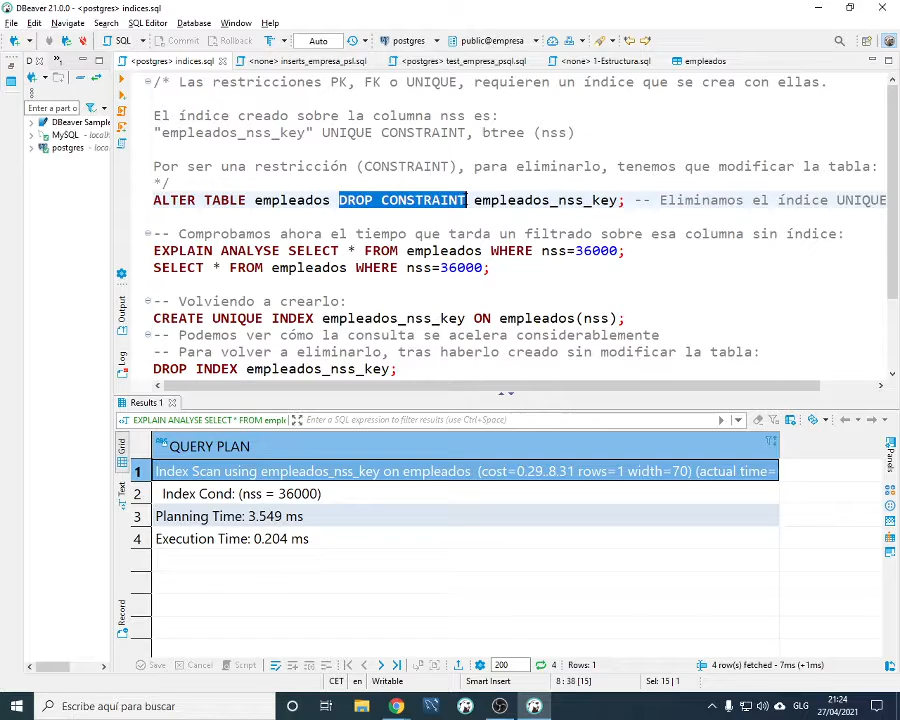 DBeaver 21.0.0 - <postgres> indices.sql
File Edit Navigate Search SQL Editor Database Window Help
SQL Commit Rollback Auto postgres public@empresa
D <postgres> indices.sql <none> inserts_empresa_psl.sql <postgres> test_empresa_psql.sql <none> 1-Estructura.sql empleados
Enter a part o
DBeaver Sample
MySQL - localh
postgres - local
/* Las restricciones PK, FK o UNIQUE, requieren un índice que se crea con ellas.
El índice creado sobre la columna nss es:
"empleados_nss_key" UNIQUE CONSTRAINT, btree (nss)
Por ser una restricción (CONSTRAINT), para eliminarlo, tenemos que modificar la tabla:
*/
ALTER TABLE empleados DROP CONSTRAINT empleados_nss_key; -- Eliminamos el índice UNIQUE
-- Comprobamos ahora el tiempo que tarda un filtrado sobre esa columna sin índice:
EXPLAIN ANALYSE SELECT * FROM empleados WHERE nss=36000;
SELECT * FROM empleados WHERE nss=36000;
-- Volviendo a crearlo:
CREATE UNIQUE INDEX empleados_nss_key ON empleados(nss);
-- Podemos ver cómo la consulta se acelera considerablemente
-- Para volver a eliminarlo, tras haberlo creado sin modificar la tabla:
DROP INDEX empleados_nss_key;
Output
Log
Results 1
EXPLAIN ANALYSE SELECT * FROM emple Enter a SQL expression to filter results (use Ctrl+Space)
Grid
Text
Record
Panels
QUERY PLAN
1 Index Scan using empleados_nss_key on empleados (cost=0.29..8.31 rows=1 width=70) (actual time=
2 Index Cond: (nss = 36000)
3 Planning Time: 3.549 ms
4 Execution Time: 0.204 ms
Save Cancel Script 200 4 Rows: 1 4 row(s) fetched - 7ms (+1ms)
CET en Writable Smart Insert 8 : 38 [15] Sel: 15 | 1
Escribe aquí para buscar GLG 21:24
27/04/2021